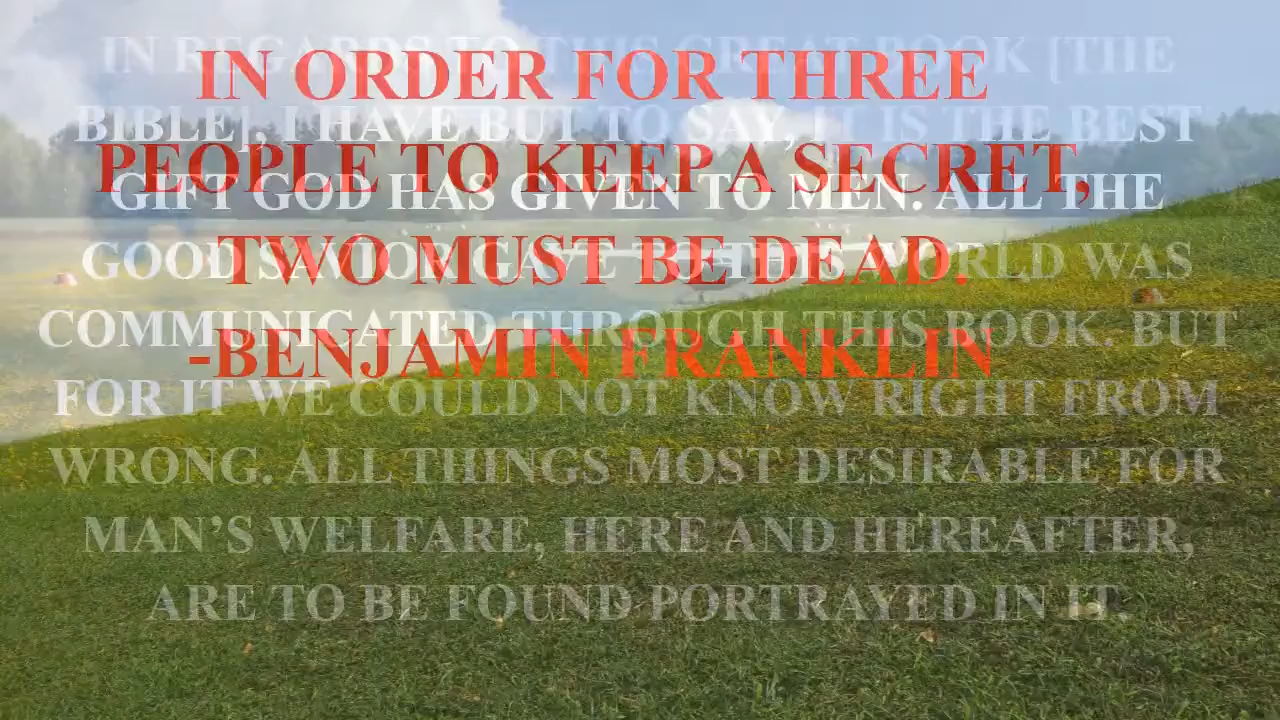 IN ORDER FOR THREE
PEOPLE TO KEEP A SECRET,
TWO MUST BE DEAD.
-BENJAMIN FRANKLIN
IN REGARDS TO THIS GREAT BOOK [THE
BIBLE], I HAVE BUT TO SAY, IT IS THE BEST
GIFT GOD HAS GIVEN TO MEN. ALL THE
GOOD SAVIOR GAVE TO THIS WORLD WAS
COMMUNICATED THROUGH THIS BOOK. BUT
FOR IT WE COULD NOT KNOW RIGHT FROM
WRONG. ALL THINGS MOST DESIRABLE FOR
MAN’S WELFARE, HERE AND HEREAFTER,
ARE TO BE FOUND PORTRAYED IN IT